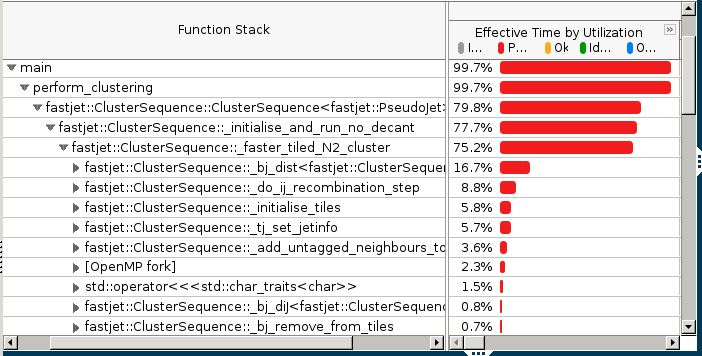 Function Stack
Effective Time by Utilization
»
I... P... Ok Id... O...
main 99.7%
perform_clustering 99.7%
fastjet::ClusterSequence::ClusterSequence<fastjet::PseudoJet> 79.8%
fastjet::ClusterSequence::_initialise_and_run_no_decant 77.7%
fastjet::ClusterSequence::_faster_tiled_N2_cluster 75.2%
fastjet::ClusterSequence::_bj_dist<fastjet::ClusterSequen 16.7%
fastjet::ClusterSequence::_do_ij_recombination_step 8.8%
fastjet::ClusterSequence::_initialise_tiles 5.8%
fastjet::ClusterSequence::_tj_set_jetinfo 5.7%
fastjet::ClusterSequence::_add_untagged_neighbours_to 3.6%
[OpenMP fork] 2.3%
std::operator<<<std::char_traits<char>> 1.5%
fastjet::ClusterSequence::_bj_diJ<fastjet::ClusterSequenc 0.8%
fastjet::ClusterSequence::_bj_remove_from_tiles 0.7%